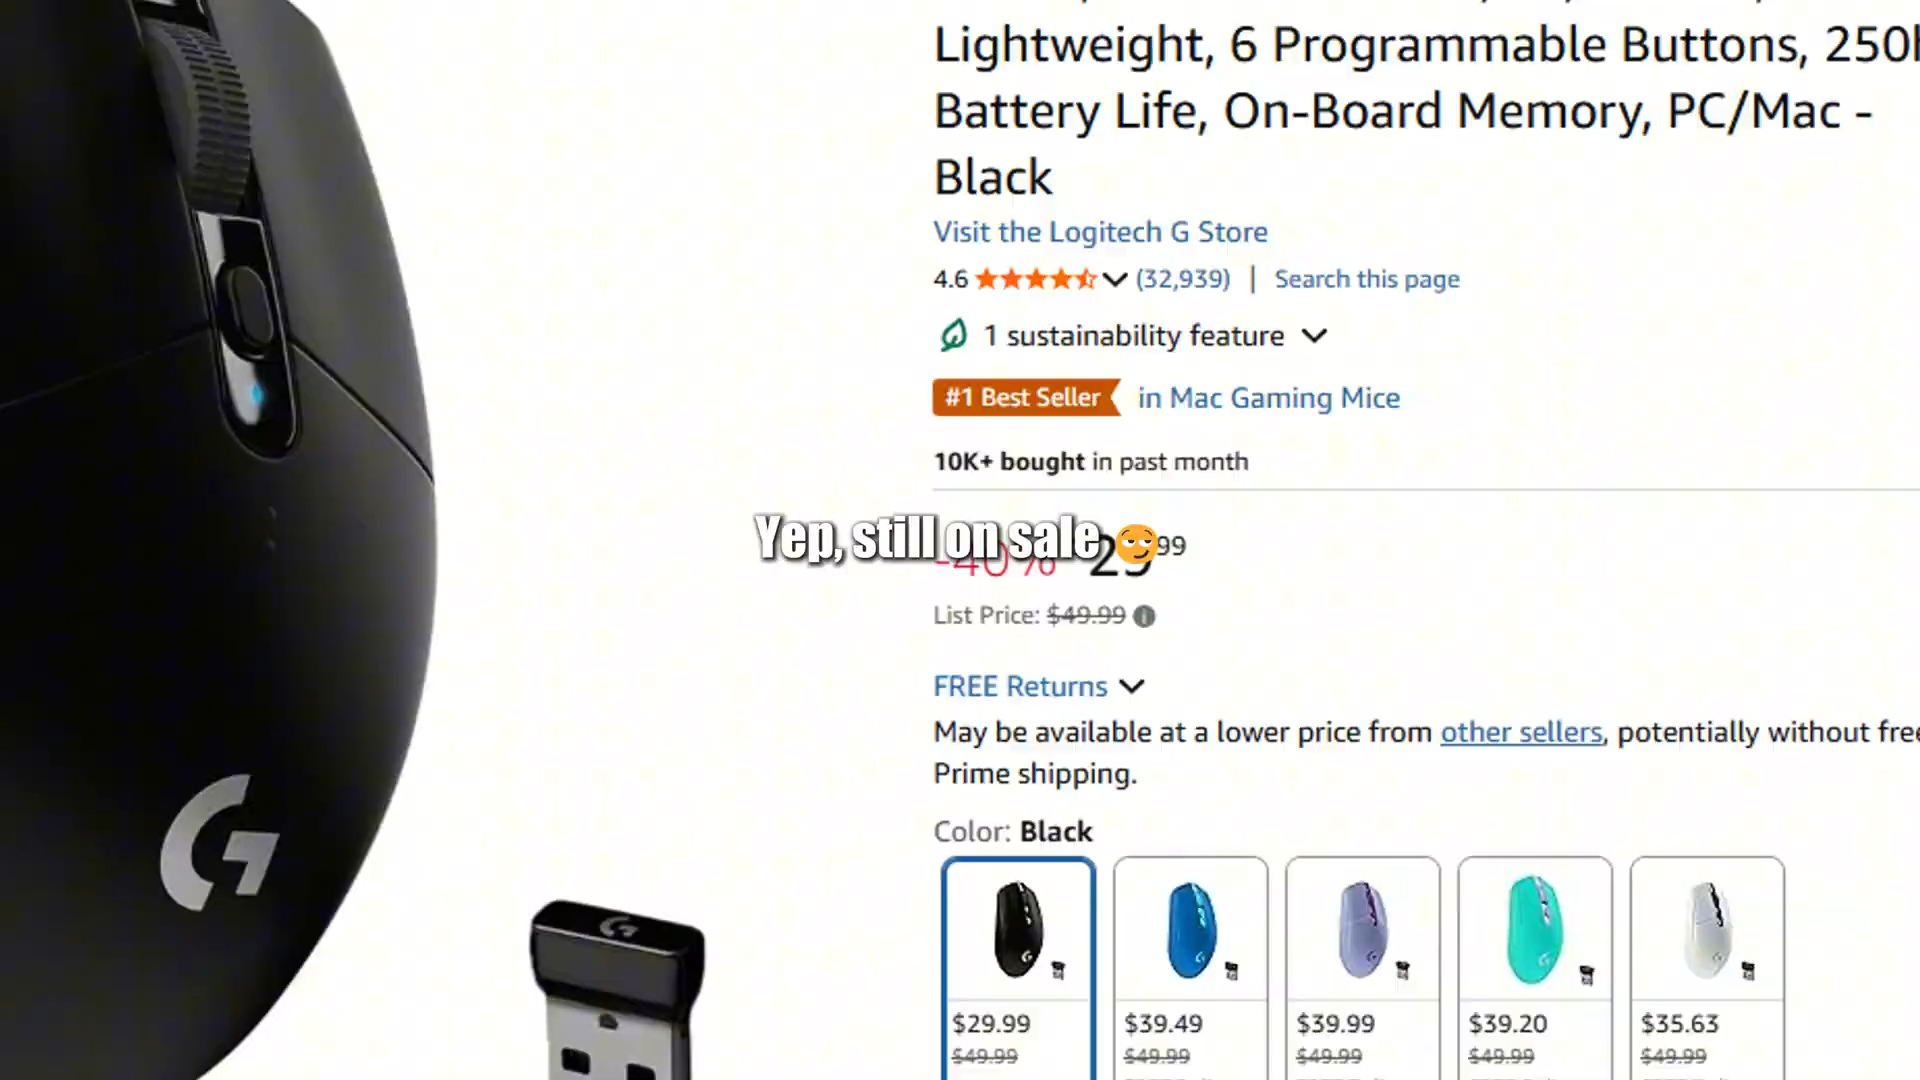 Lightweight, 6 Programmable Buttons, 250h
Battery Life, On-Board Memory, PC/Mac -
Black
Visit the Logitech G Store
4.6 (32,939) | Search this page
1 sustainability feature
#1 Best Seller in Mac Gaming Mice
10K+ bought in past month
Yep, still on sale 😏
-40% 29 99
List Price: $49.99
FREE Returns
May be available at a lower price from other sellers, potentially without free
Prime shipping.
Color: Black
$29.99 $39.49 $39.99 $39.20 $35.63
$49.99 $49.99 $49.99 $49.99 $49.99